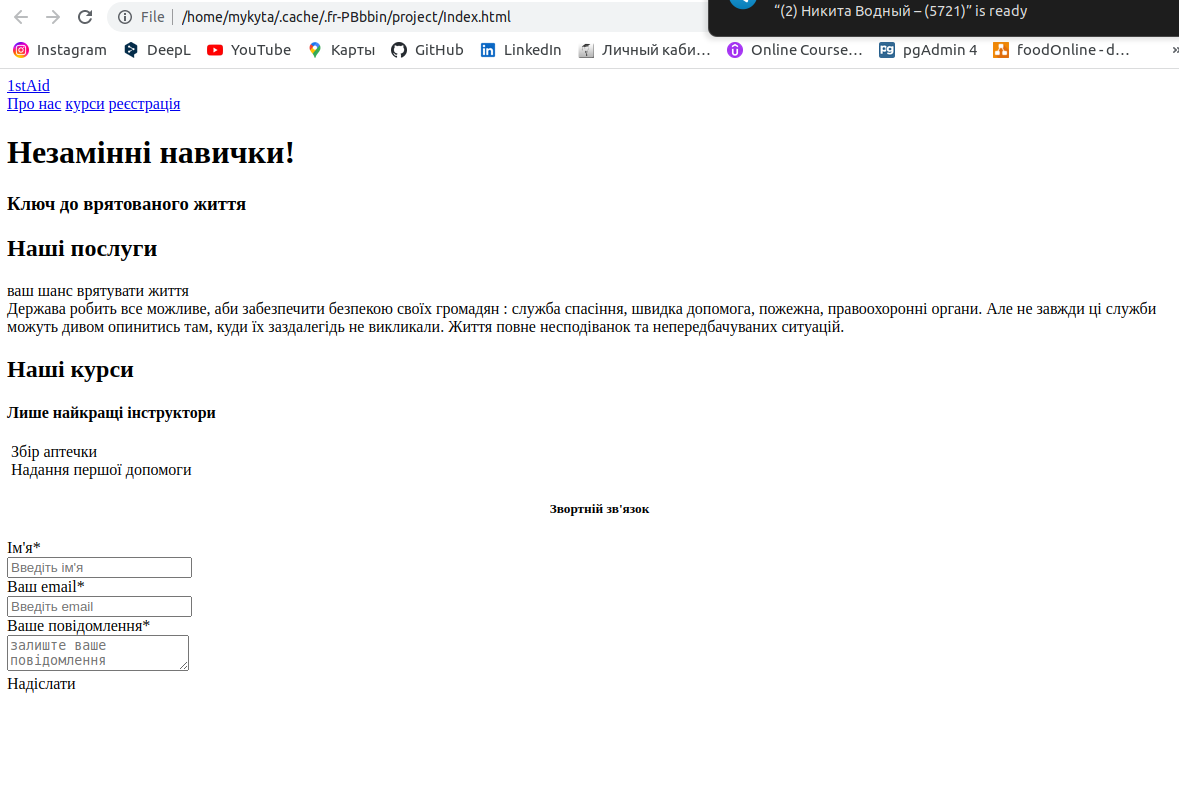 File | /home/mykyta/.cache/.fr-PBbbin/project/Index.html
“(2) Никита Водный – (5721)” is ready
Instagram DeepL YouTube Карты GitHub LinkedIn Личный каби… Online Course… pgAdmin 4 foodOnline - d… »
1stAid
Про нас курси реєстрація
Незамінні навички!
Ключ до врятованого життя
Наші послуги
ваш шанс врятувати життя
Держава робить все можливе, аби забезпечити безпекою своїх громадян : служба спасіння, швидка допомога, пожежна, правоохоронні органи. Але не завжди ці служби
можуть дивом опинитись там, куди їх заздалегідь не викликали. Життя повне несподіванок та непередбачуваних ситуацій.
Наші курси
Лише найкращі інструктори
Збір аптечки
Надання першої допомоги
Звортній зв'язок
Ім'я*
Введіть ім'я
Ваш email*
Введіть email
Ваше повідомлення*
залиште ваше
повідомлення
Надіслати